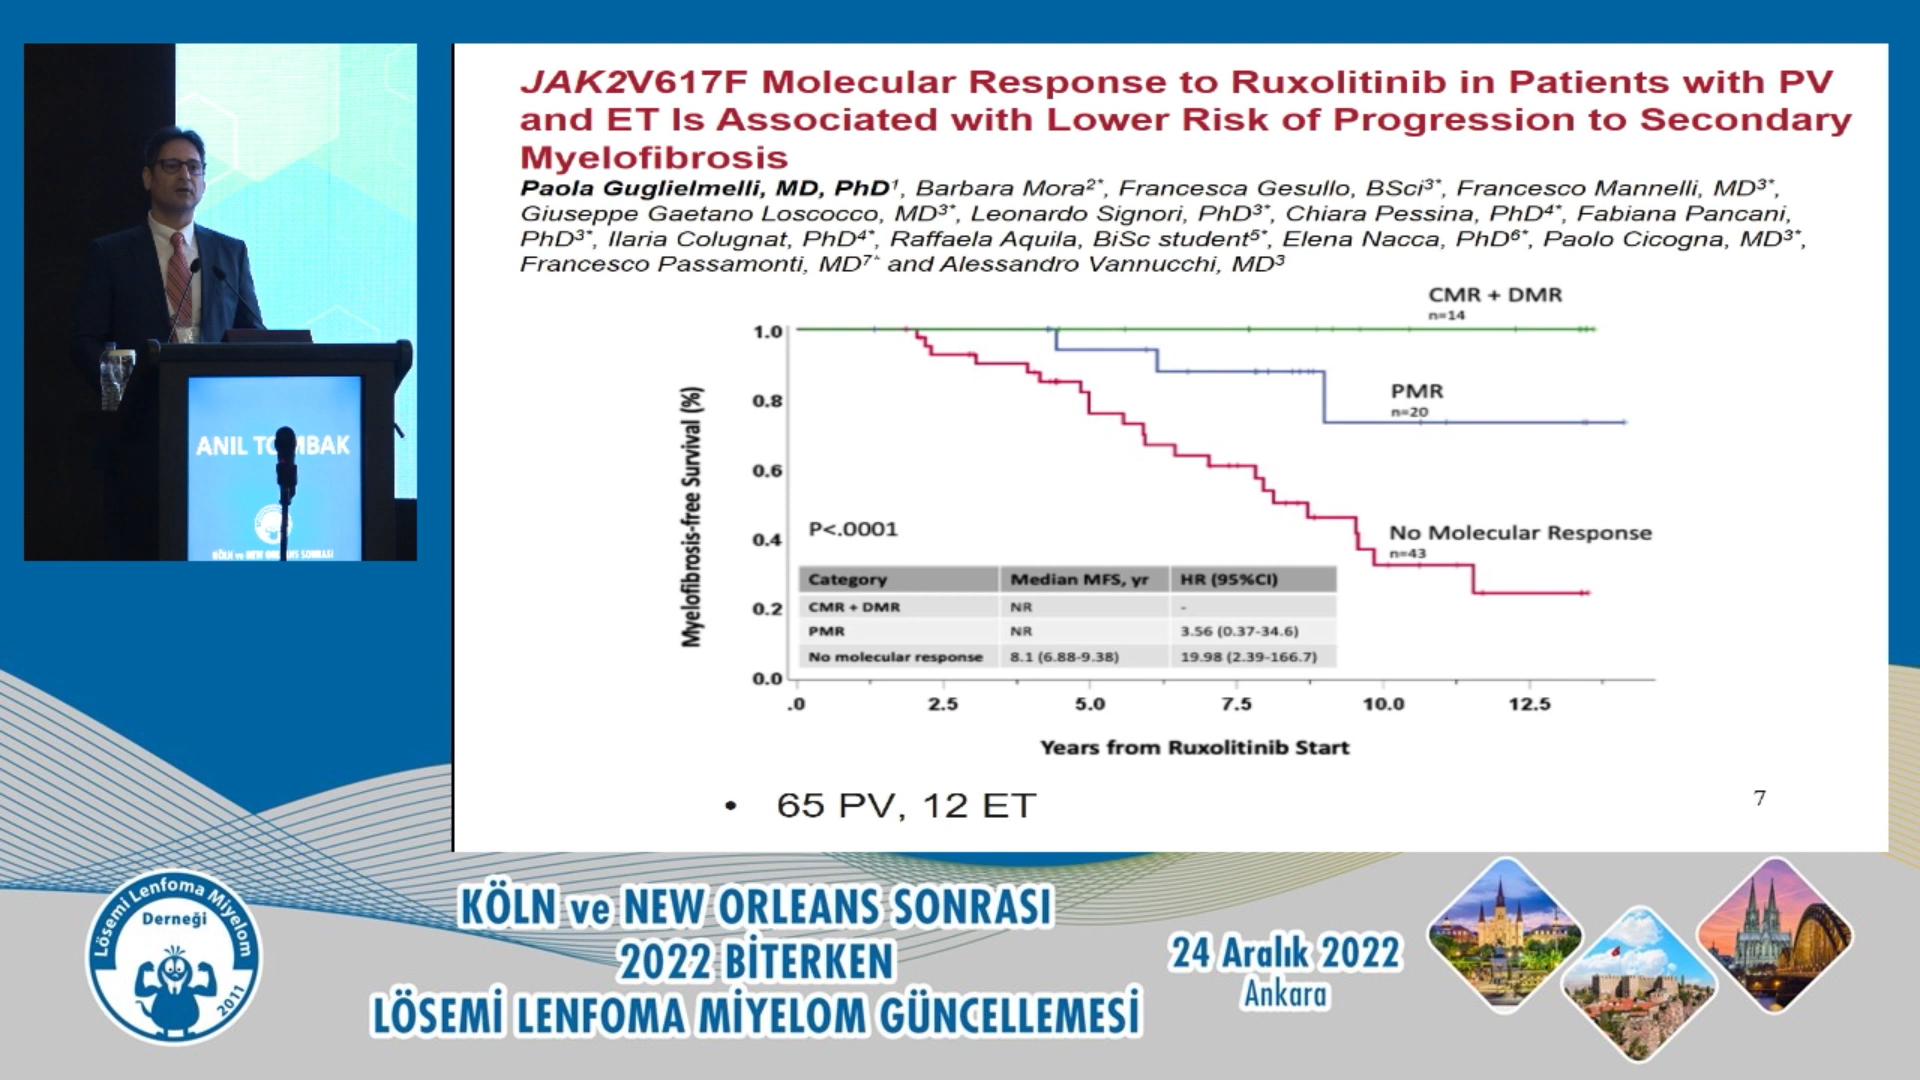 JAK2V617F Molecular Response to Ruxolitinib in Patients with PV
and ET Is Associated with Lower Risk of Progression to Secondary
Myelofibrosis
Paola Guglielmelli, MD, PhD¹, Barbara Mora²*, Francesca Gesullo, BSci³*, Francesco Mannelli, MD³*,
Giuseppe Gaetano Loscocco, MD³*, Leonardo Signori, PhD³*, Chiara Pessina, PhD⁴*, Fabiana Pancani,
PhD³*, Ilaria Colugnat, PhD⁴*, Raffaela Aquila, BiSc student⁵*, Elena Nacca, PhD⁶*, Paolo Cicogna, MD³*,
Francesco Passamonti, MD⁷* and Alessandro Vannucchi, MD³
CMR + DMR
n=14
PMR
n=20
No Molecular Response
n=43
Myelofibrosis-free Survival (%)
1.0
0.8
0.6
0.4
0.2
0.0
P<.0001
Category Median MFS, yr HR (95%CI)
CMR + DMR NR -
PMR NR 3.56 (0.37-34.6)
No molecular response 8.1 (6.88-9.38) 19.98 (2.39-166.7)
.0 2.5 5.0 7.5 10.0 12.5
Years from Ruxolitinib Start
• 65 PV, 12 ET
7
ANIL TOMBAK
KÖLN ve NEW ORLEANS SONRASI
Lösemi Lenfoma Miyelom
Derneği
2011
KÖLN ve NEW ORLEANS SONRASI
2022 BİTERKEN
LÖSEMİ LENFOMA MİYELOM GÜNCELLEMESİ
24 Aralık 2022
Ankara